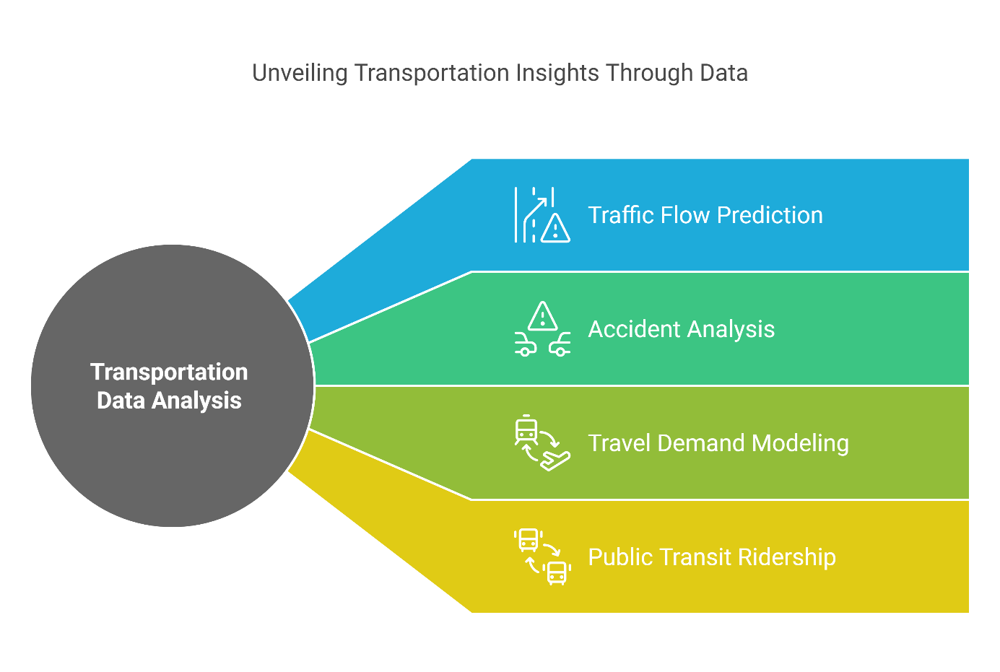 Unveiling Transportation Insights Through Data
Transportation
Data Analysis
Traffic Flow Prediction
Accident Analysis
Travel Demand Modeling
Public Transit Ridership